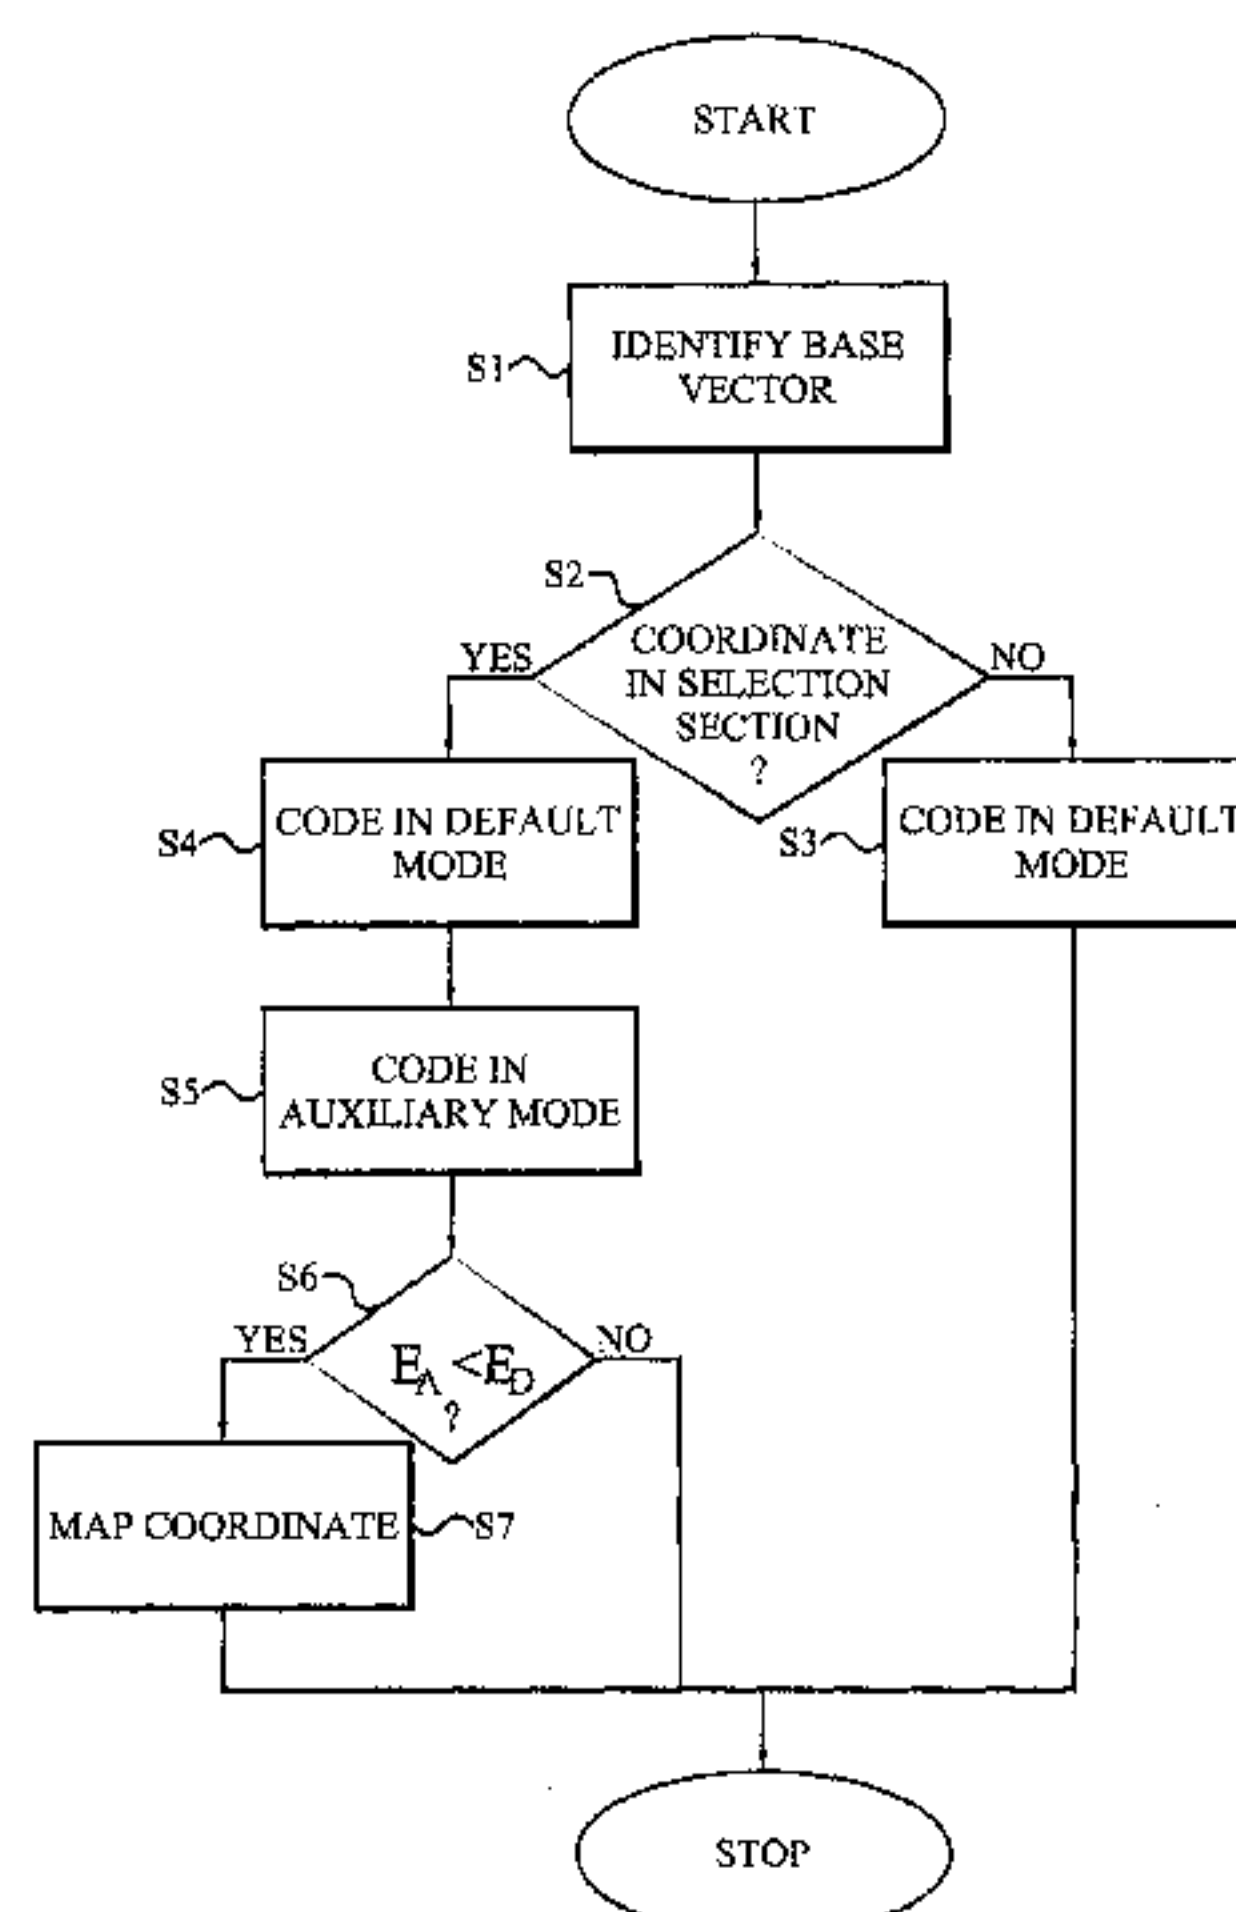 START
S1
IDENTIFY BASE
VECTOR
S2
COORDINATE
IN SELECTION
SECTION
?
YES
NO
S4
CODE IN DEFAULT
MODE
S3
CODE IN DEFAULT
MODE
S5
CODE IN
AUXILIARY MODE
S6
YES
NO
E_A <E_D
?
MAP COORDINATE
S7
STOP